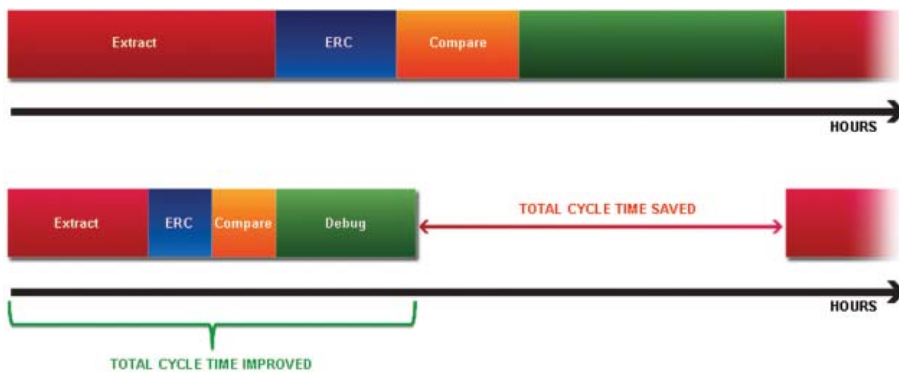 Extract ERC Compare
HOURS
Extract ERC Compare Debug
TOTAL CYCLE TIME SAVED
HOURS
TOTAL CYCLE TIME IMPROVED